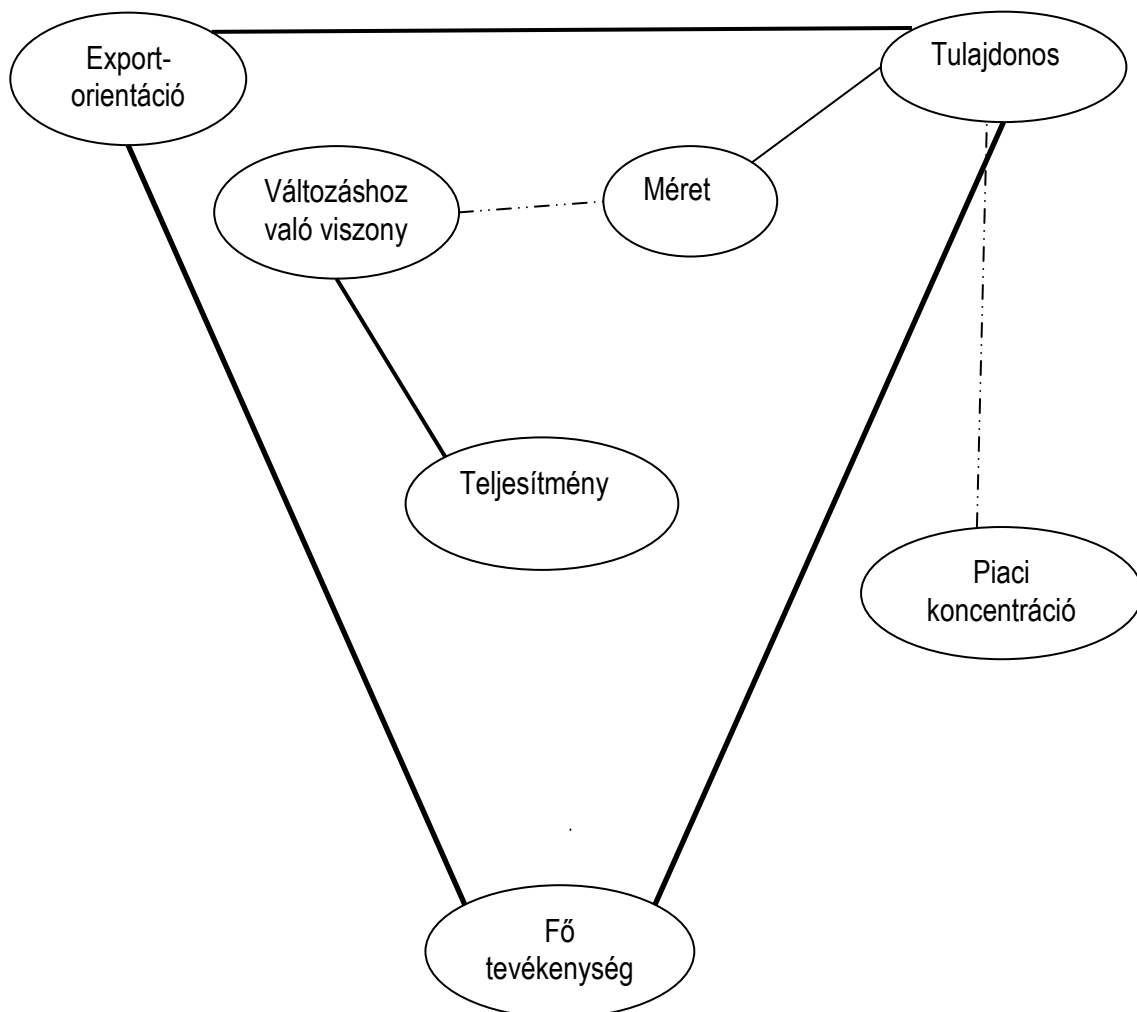 Export-
orientáció
Tulajdonos
Változáshoz
való viszony
Méret
Teljesítmény
Piaci
koncentráció
Fő
tevékenység